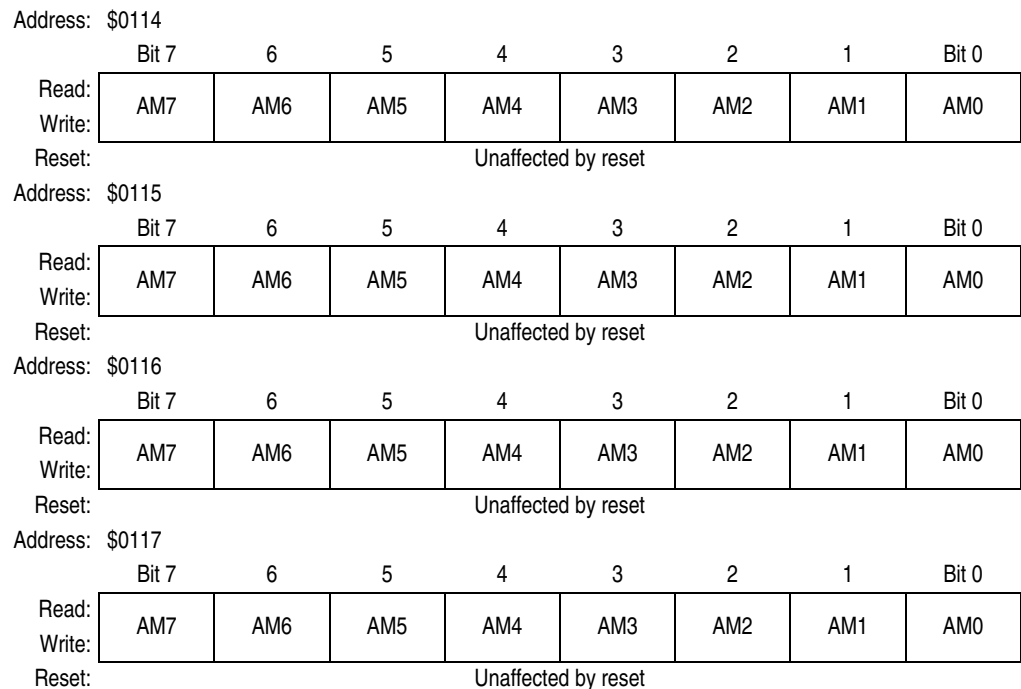 Address: $0114
Bit 7 6 5 4 3 2 1 Bit 0
Read:
AM7 AM6 AM5 AM4 AM3 AM2 AM1 AM0
Write:
Reset: Unaffected by reset
Address: $0115
Bit 7 6 5 4 3 2 1 Bit 0
Read:
AM7 AM6 AM5 AM4 AM3 AM2 AM1 AM0
Write:
Reset: Unaffected by reset
Address: $0116
Bit 7 6 5 4 3 2 1 Bit 0
Read:
AM7 AM6 AM5 AM4 AM3 AM2 AM1 AM0
Write:
Reset: Unaffected by reset
Address: $0117
Bit 7 6 5 4 3 2 1 Bit 0
Read:
AM7 AM6 AM5 AM4 AM3 AM2 AM1 AM0
Write:
Reset: Unaffected by reset